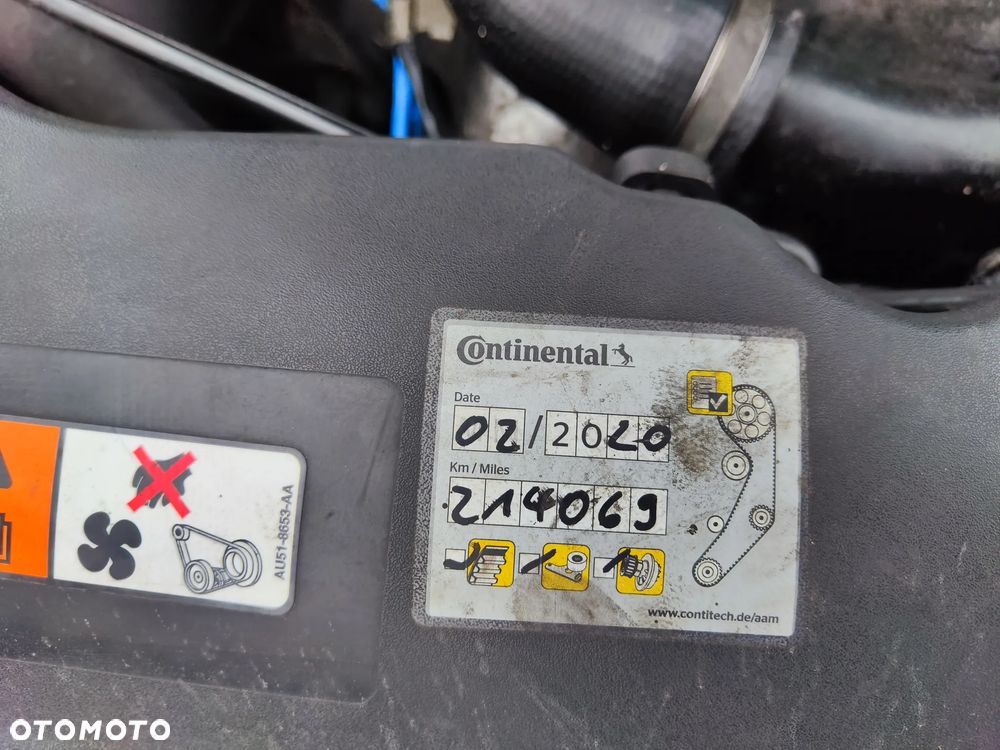 Continental
Date
02/2020
Km / Miles
214069
www.contitech.de/aam
AU51-8653-AA
OTOMOTO